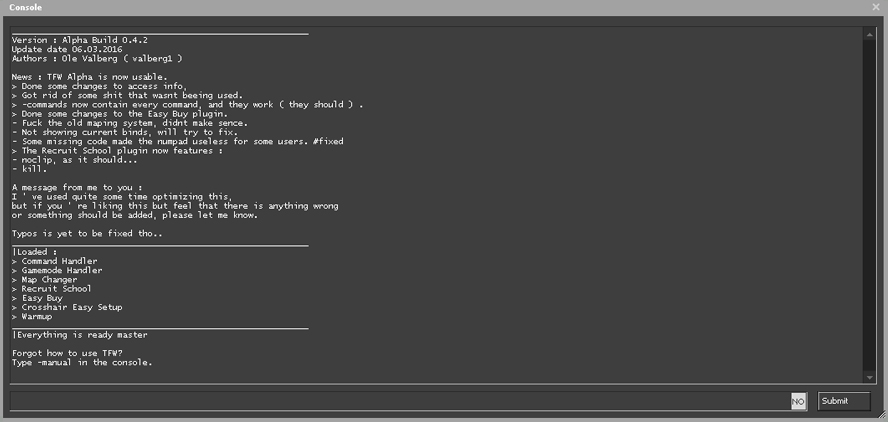 Console
Version : Alpha Build 0.4.2
Update date 06.03.2016
Authors : Ole Valberg ( valberg1 )
News : TFW Alpha is now usable.
> Done some changes to access info,
> Got rid of some shit that wasnt beeing used.
> -commands now contain every command, and they work ( they should ) .
> Done some changes to the Easy Buy plugin.
- Fuck the old maping system, didnt make sence.
- Not showing current binds, will try to fix.
- Some missing code made the numpad useless for some users. #fixed
> The Recruit School plugin now features :
- noclip, as it should...
- kill.
A message from me to you :
I ' ve used quite some time optimizing this,
but if you ' re liking this but feel that there is anything wrong
or something should be added, please let me know.
Typos is yet to be fixed tho..
|Loaded :
> Command Handler
> Gamemode Handler
> Map Changer
> Recruit School
> Easy Buy
> Crosshair Easy Setup
> Warmup
|Everything is ready master
Forgot how to use TFW?
Type -manual in the console.
NO
Submit